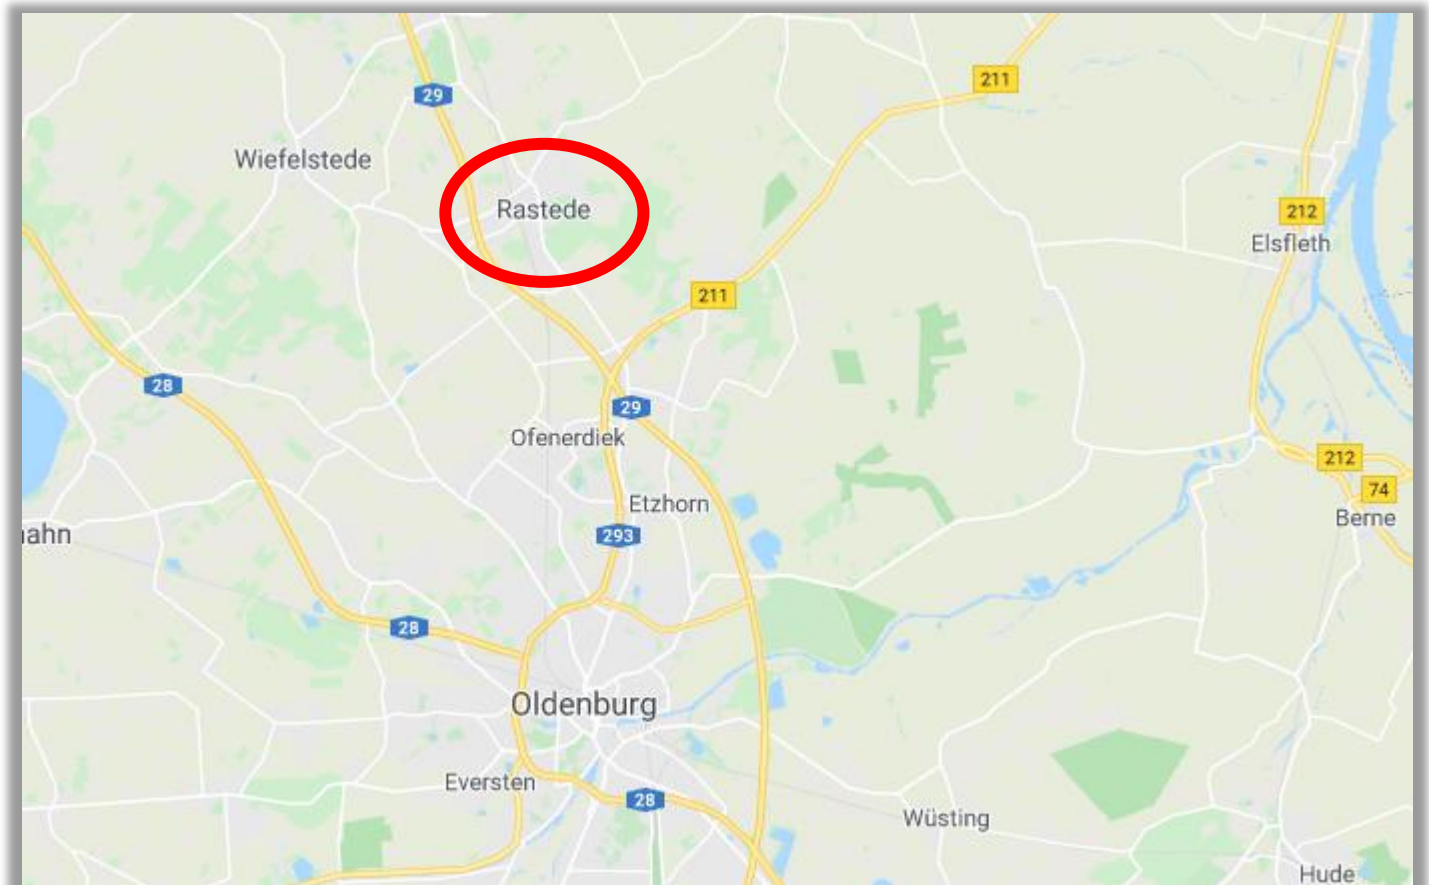 211
29
Wiefelstede
Rastede
212
Elsfleth
211
28
29
Ofenerdiek
212
74
Etzhorn
Berne
ahn
293
28
Oldenburg
Eversten
28
Wüsting
Hude